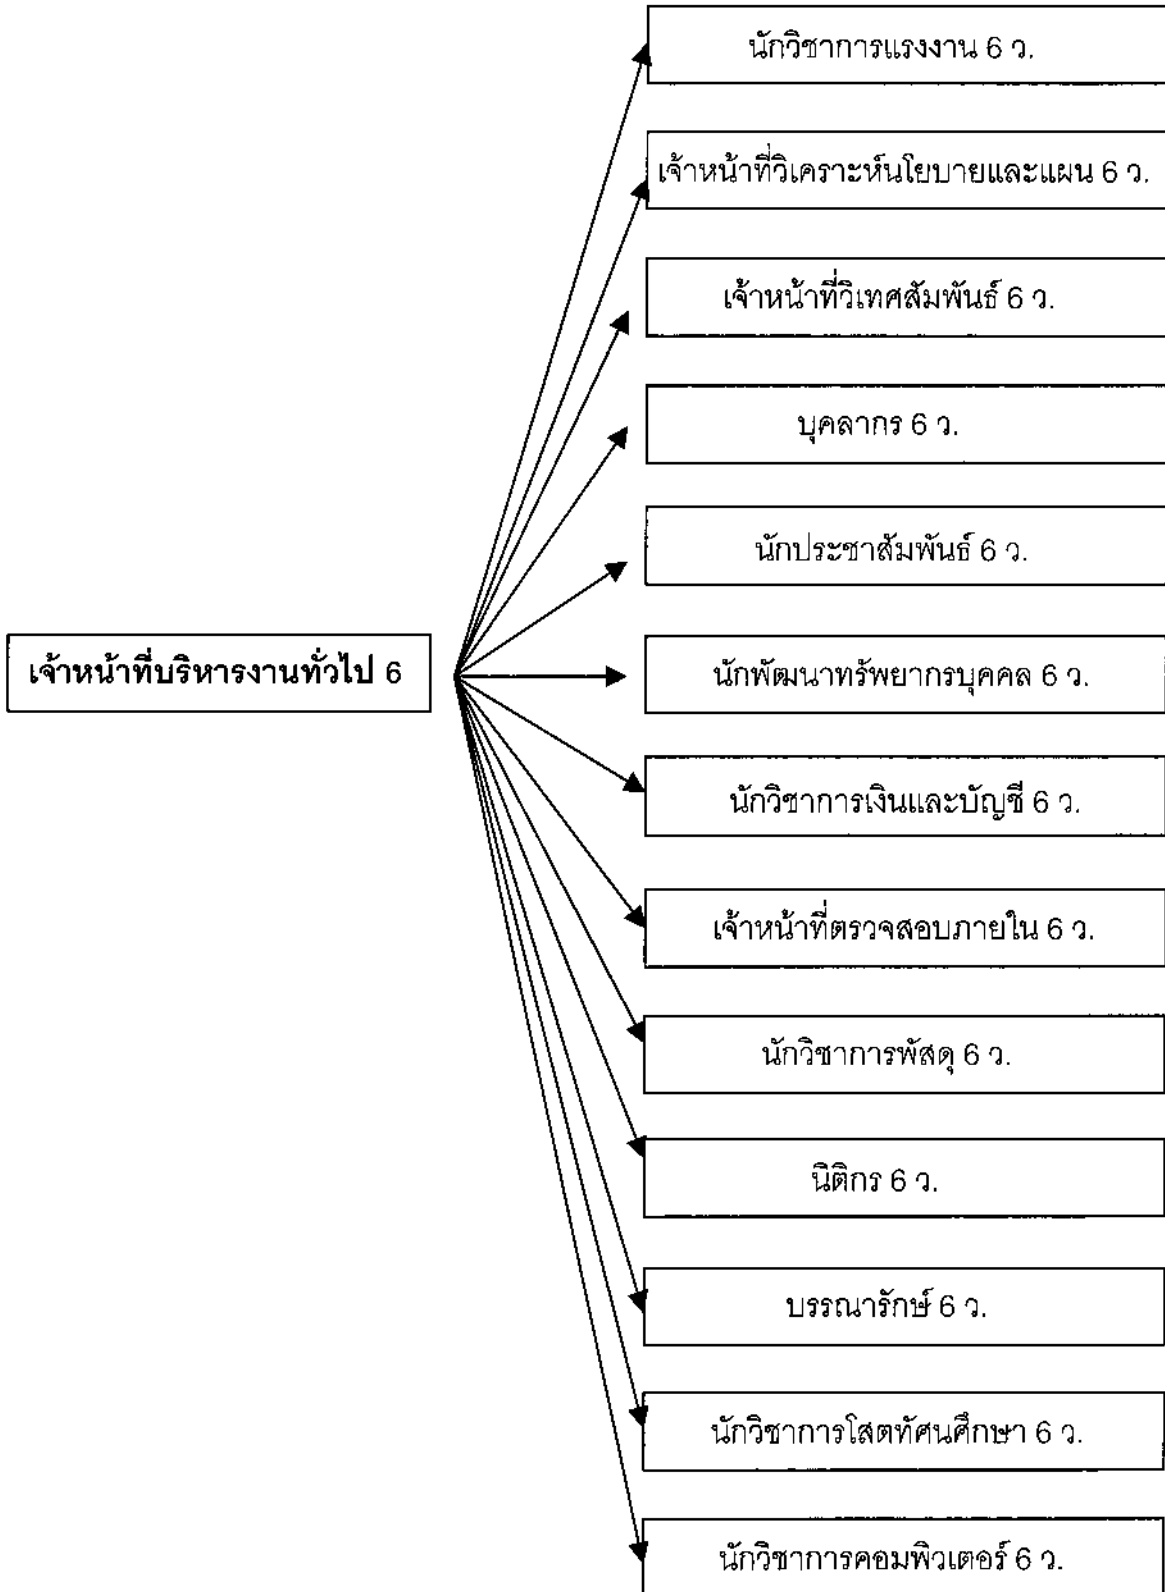 นักวิชาการแรงงาน 6 ว.
เจ้าหน้าที่วิเคราะห์นโยบายและแผน 6 ว.
เจ้าหน้าที่วิเทศสัมพันธ์ 6 ว.
บุคลากร 6 ว.
นักประชาสัมพันธ์ 6 ว.
เจ้าหน้าที่บริหารงานทั่วไป 6
นักพัฒนาทรัพยากรบุคคล 6 ว.
นักวิชาการเงินและบัญชี 6 ว.
เจ้าหน้าที่ตรวจสอบภายใน 6 ว.
นักวิชาการพัสดุ 6 ว.
นิติกร 6 ว.
บรรณารักษ์ 6 ว.
นักวิชาการโสตทัศนศึกษา 6 ว.
นักวิชาการคอมพิวเตอร์ 6 ว.